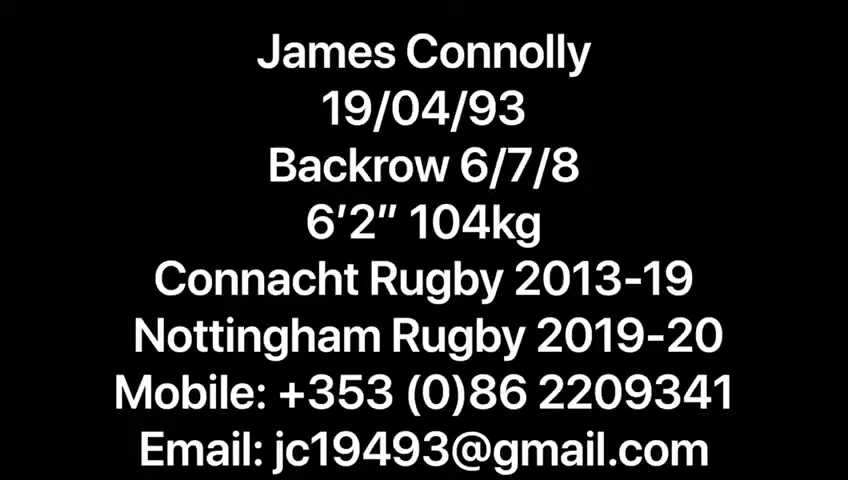 James Connolly
19/04/93
Backrow 6/7/8
6′2″ 104kg
Connacht Rugby 2013-19
Nottingham Rugby 2019-20
Mobile: +353 (0)86 2209341
Email: jc19493@gmail.com